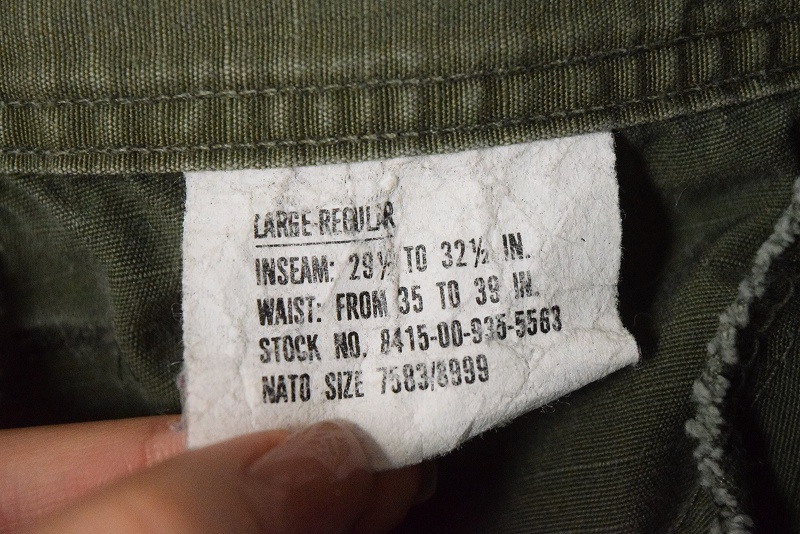 LARGE-REGULAR
INSEAM: 29½ TO 32½ IN.
WAIST: FROM 35 TO 39 IN.
STOCK NO. 8415-00-935-5563
NATO SIZE 7583/8999